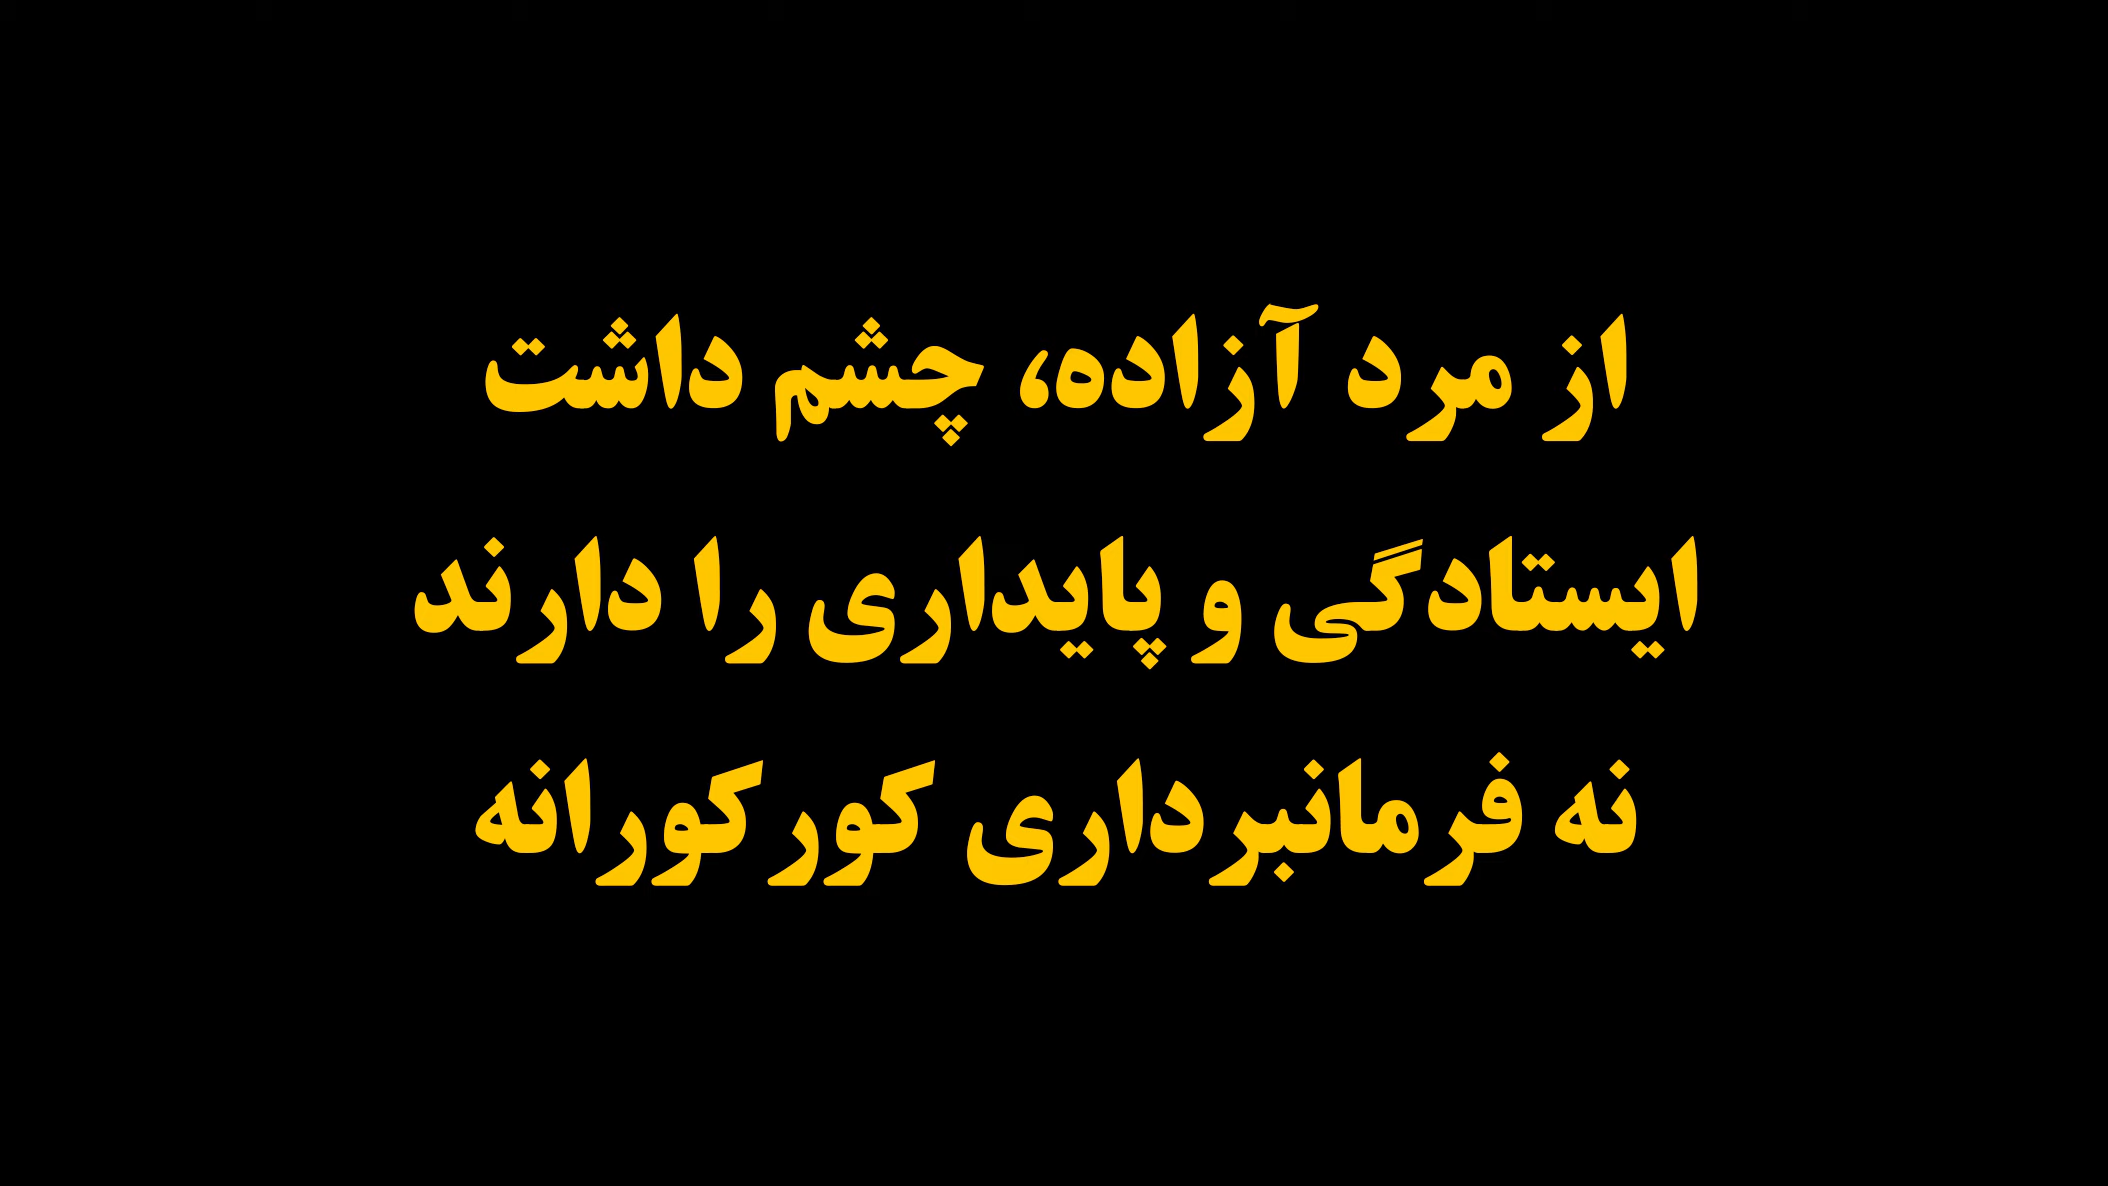 از مرد آزاده، چشم داشت
ایستادگی و پایداری را دارند
نه فرمانبرداری کورکورانه